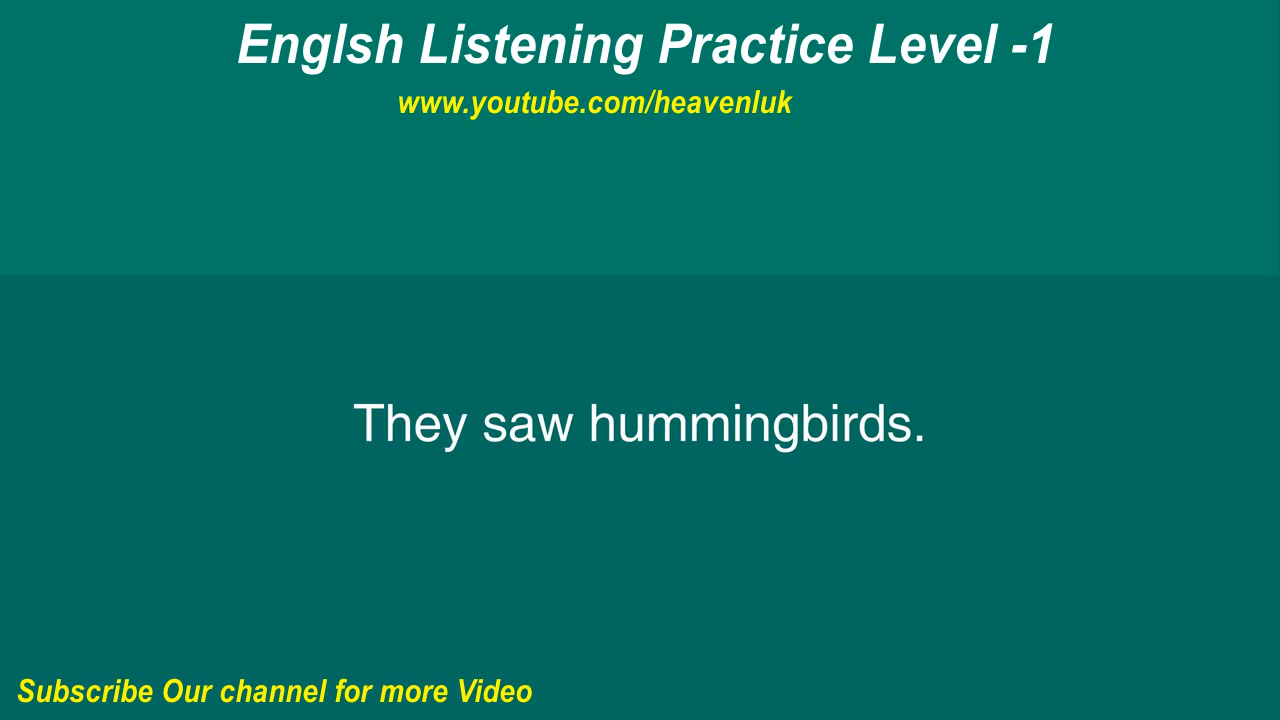 Englsh Listening Practice Level -1
www.youtube.com/heavenluk
They saw hummingbirds.
Subscribe Our channel for more Video